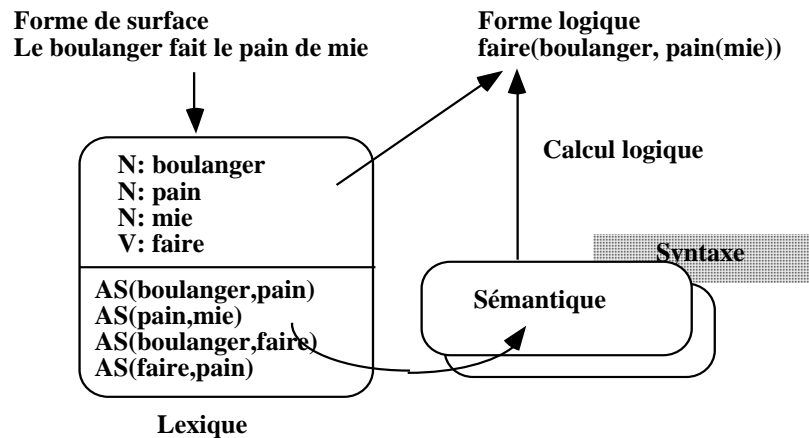 Forme de surface
Le boulanger fait le pain de mie
Forme logique
faire(boulanger, pain(mie))
N: boulanger
N: pain
N: mie
V: faire
Calcul logique
AS(boulanger,pain)
AS(pain,mie)
AS(boulanger,faire)
AS(faire,pain)
Syntaxe
Sémantique
Lexique